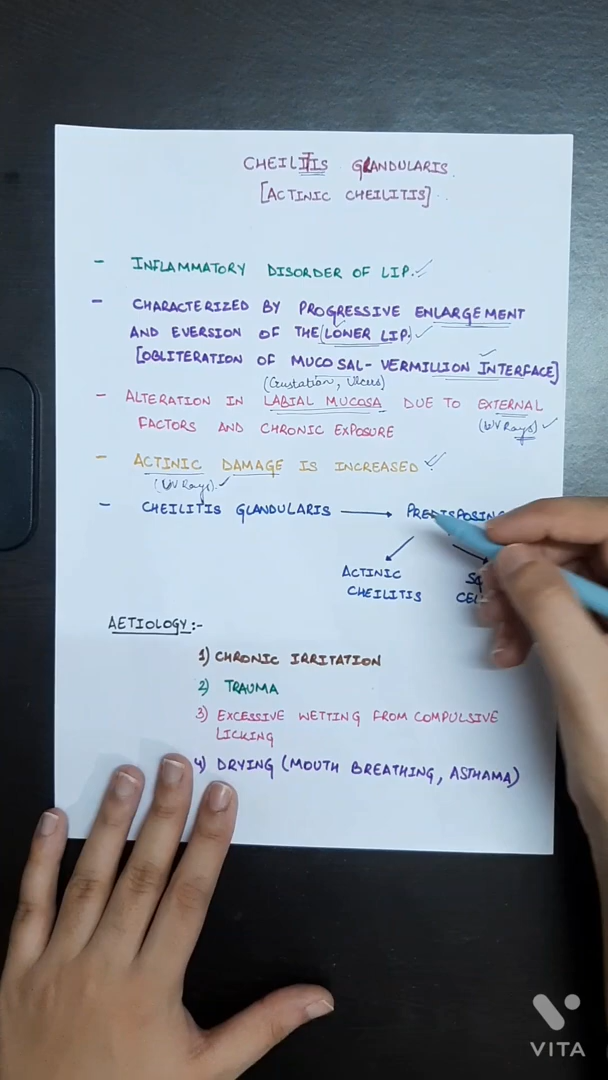 CHEILITIS GLANDULARIS.
[ACTINIC CHEILITIS]
- INFLAMMATORY DISORDER OF LIP.
- CHARACTERIZED BY PROGRESSIVE ENLARGEMENT
AND EVERSION OF THE (LOWER LIP.)
[OBLITERATION OF MUCOSAL-VERMILLION INTERFACE]
(Crustation, Ulcers)
- ALTERATION IN LABIAL MUCOSA DUE TO EXTERNAL
(UV Rays)
FACTORS AND CHRONIC EXPOSURE
- ACTINIC DAMAGE IS INCREASED
(UV Rays).
- CHEILITIS GLANDULARIS → PREDISPOSING
ACTINIC
CHEILITIS
AETIOLOGY:-
1) CHRONIC IRRITATION
2) TRAUMA
3) EXCESSIVE WETTING FROM COMPULSIVE
LICKING
4) DRYING (MOUTH BREATHING, ASTHAMA)
VITA